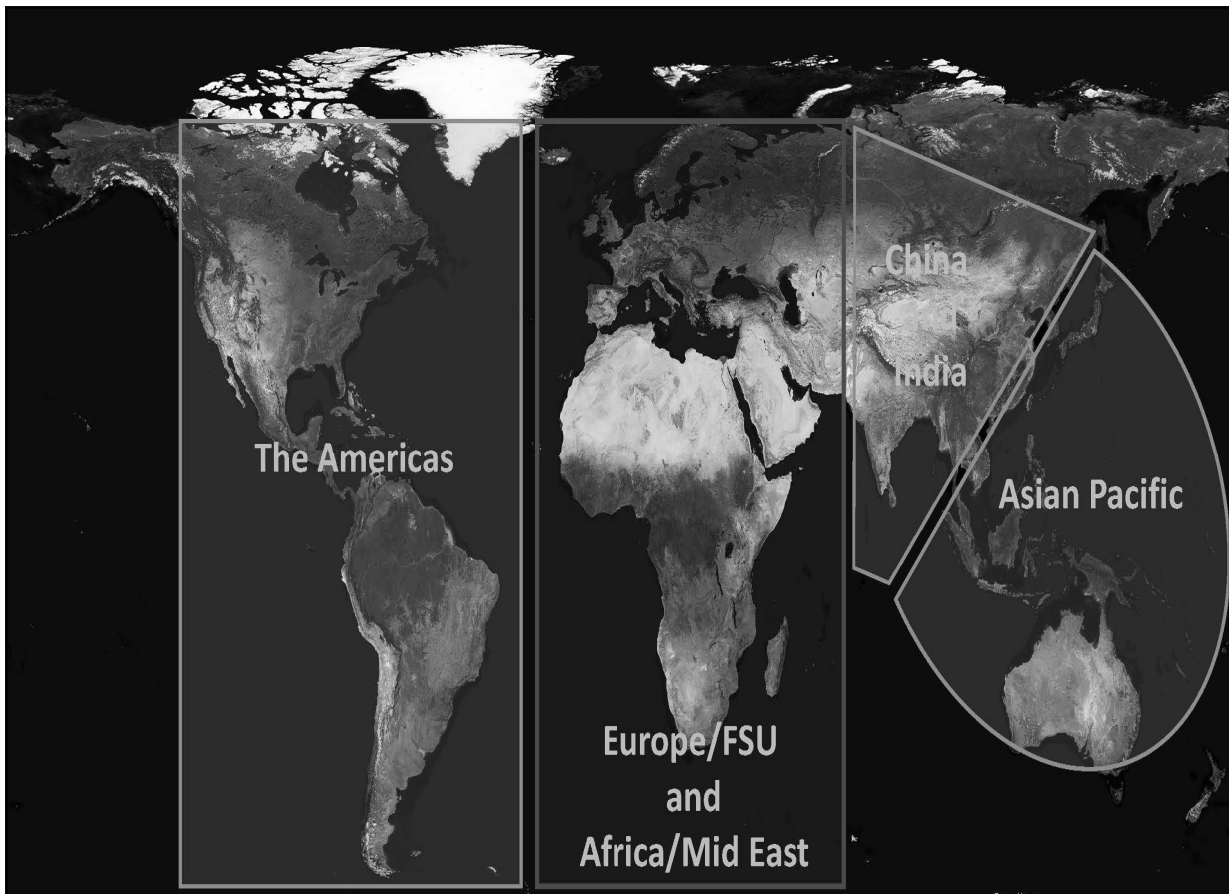 China
India
The Americas
Asian Pacific
Europe/FSU
and
Africa/Mid East